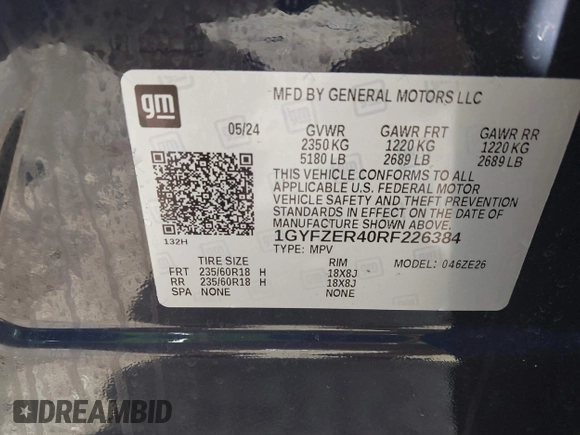 gm
MFD BY GENERAL MOTORS LLC
05/24 GVWR GAWR FRT GAWR RR
2350 KG 1220 KG 1220 KG
5180 LB 2689 LB 2689 LB
THIS VEHICLE CONFORMS TO ALL
APPLICABLE U.S. FEDERAL MOTOR
VEHICLE SAFETY AND THEFT PREVENTION
STANDARDS IN EFFECT ON THE DATE OF
MANUFACTURE SHOWN ABOVE.
1GYFZER40RF226384
132H
TYPE: MPV
TIRE SIZE RIM MODEL: 046ZE26
FRT 235/60R18 H 18X8J
RR 235/60R18 H 18X8J
SPA NONE NONE
DREAMBID